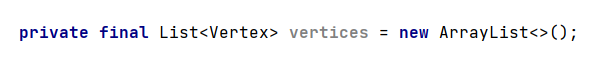 private final List<Vertex> vertices = new ArrayList<>();